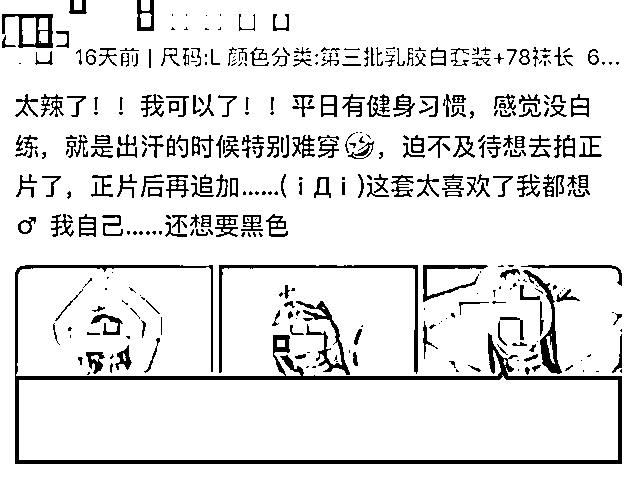 16天前 | 尺码:L 颜色分类:第三批乳胶白套装+78袜长 6...
太辣了！！我可以了！！平日有健身习惯，感觉没白
练，就是出汗的时候特别难穿🤣，迫不及待想去拍正
片了，正片后再追加......( i Д i )这套太喜欢了我都想
♂ 我自己......还想要黑色